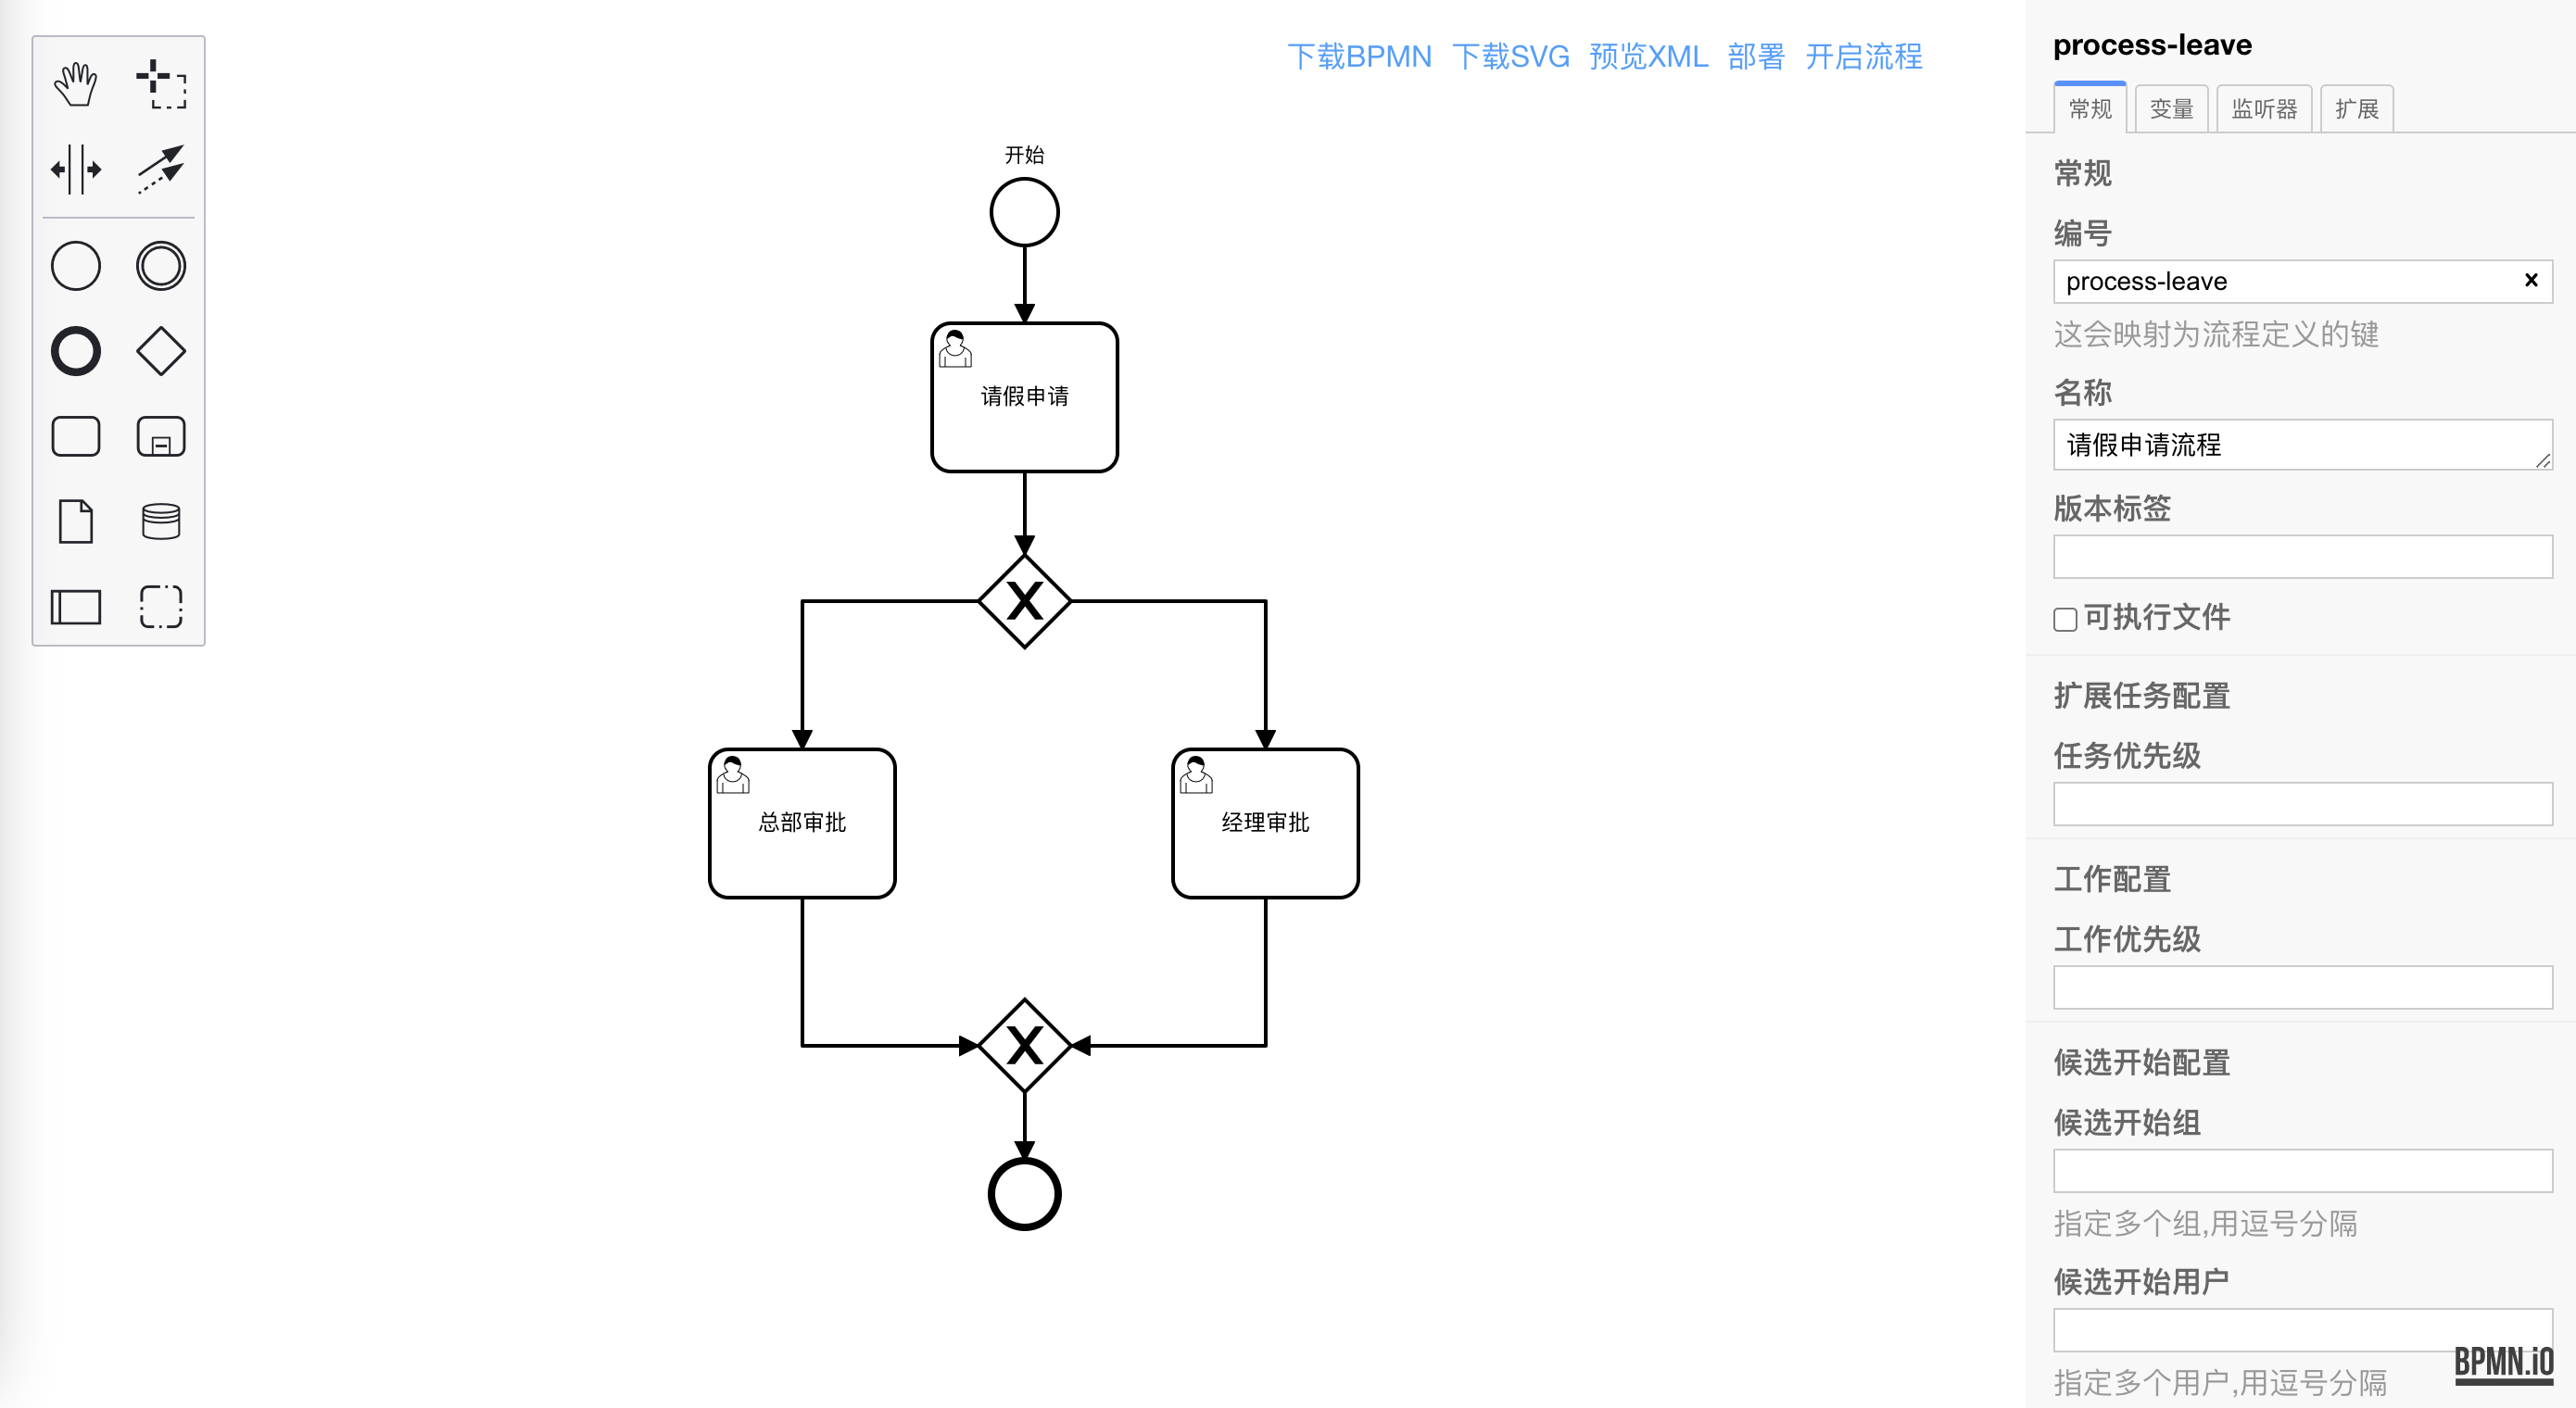 下载BPMN 下载SVG 预览XML 部署 开启流程
开始
请假申请
X
总部审批
经理审批
X
process-leave
常规 变量 监听器 扩展
常规
编号
process-leave
这会映射为流程定义的键
名称
请假申请流程
版本标签
可执行文件
扩展任务配置
任务优先级
工作配置
工作优先级
候选开始配置
候选开始组
指定多个组,用逗号分隔
候选开始用户
指定多个用户,用逗号分隔
BPMN.iO